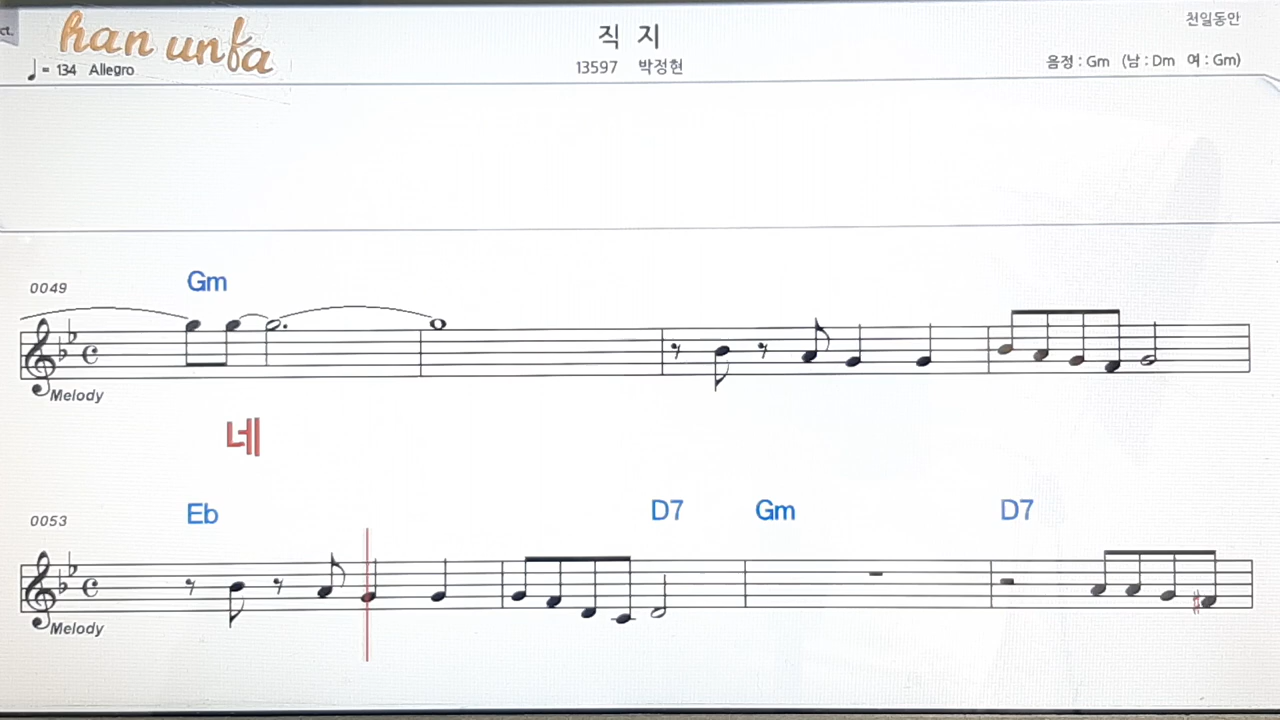 ct.
han unfa
직 지
천일동안
♩= 134 Allegro
13597 박정현
음정 : Gm (남 : Dm 여 : Gm)
0049
Gm
Melody
네
0053
Eb D7 Gm D7
Melody